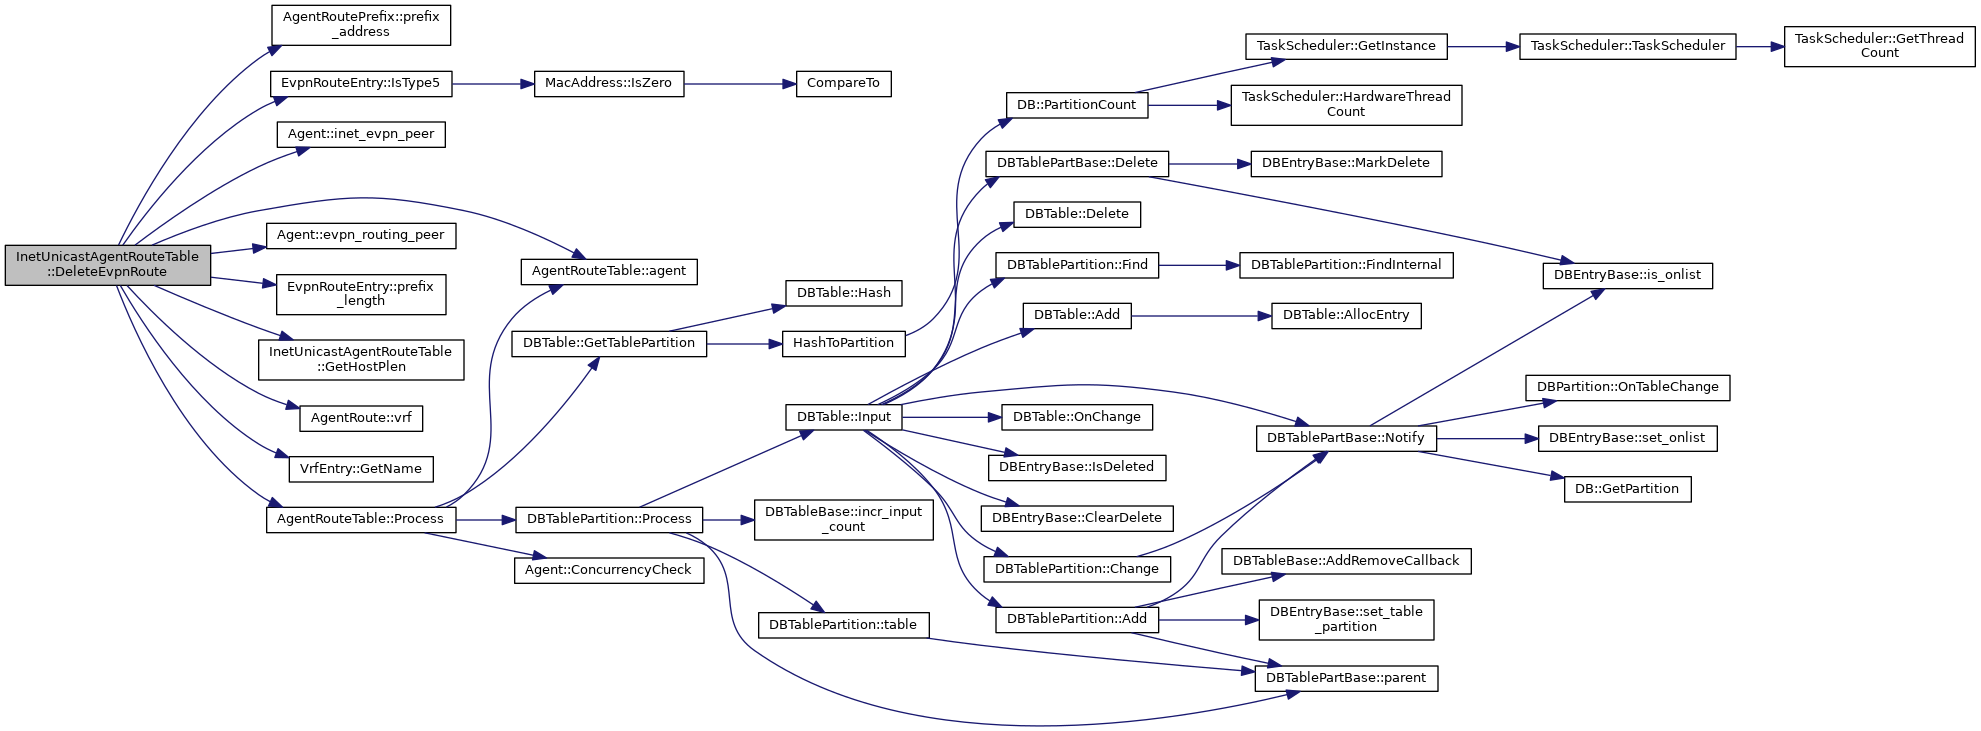 InetUnicastAgentRouteTable
::DeleteEvpnRoute
AgentRoutePrefix::prefix
_address
EvpnRouteEntry::IsType5
MacAddress::IsZero
CompareTo
Agent::inet_evpn_peer
AgentRouteTable::agent
Agent::evpn_routing_peer
EvpnRouteEntry::prefix
_length
InetUnicastAgentRouteTable
::GetHostPlen
AgentRoute::vrf
VrfEntry::GetName
AgentRouteTable::Process
DBTable::GetTablePartition
DBTable::Hash
HashToPartition
DBTablePartition::Process
Agent::ConcurrencyCheck
DBTable::Input
DBTableBase::incr_input
_count
DBTablePartition::table
DB::PartitionCount
TaskScheduler::GetInstance
TaskScheduler::TaskScheduler
TaskScheduler::GetThread
Count
TaskScheduler::HardwareThread
Count
DBTablePartBase::Delete
DBEntryBase::MarkDelete
DBEntryBase::is_onlist
DBTable::Delete
DBTablePartition::Find
DBTablePartition::FindInternal
DBTable::Add
DBTable::AllocEntry
DBTable::OnChange
DBTablePartBase::Notify
DBPartition::OnTableChange
DBEntryBase::set_onlist
DB::GetPartition
DBEntryBase::IsDeleted
DBEntryBase::ClearDelete
DBTablePartition::Change
DBTablePartition::Add
DBTableBase::AddRemoveCallback
DBEntryBase::set_table
_partition
DBTablePartBase::parent